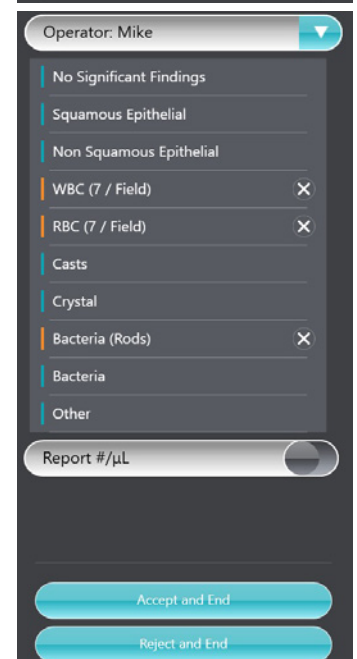 Operator: Mike
No Significant Findings
Squamous Epithelial
Non Squamous Epithelial
WBC (7 / Field)
RBC (7 / Field)
Casts
Crystal
Bacteria (Rods)
Bacteria
Other
Report #/µL
Accept and End
Reject and End